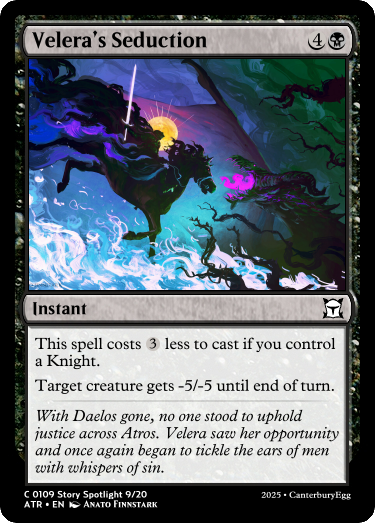 Velera's Seduction 4
Instant
This spell costs 3 less to cast if you control
a Knight.
Target creature gets -5/-5 until end of turn.
With Daelos gone, no one stood to uphold
justice across Atros. Velera saw her opportunity
and once again began to tickle the ears of men
with whispers of sin.
C 0109 Story Spotlight 9/20
ATR • EN Anato Finnstark
2025 • CanterburyEgg